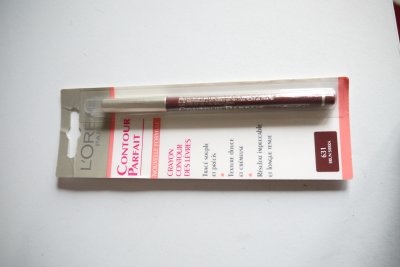 L'ORÉAL
CONTOUR
PARFAIT
CRAYON
CONTOUR
DES LÈVRES
Tracé souple
et précis
Texture douce
et crémeuse
Résultat impeccable
et longue tenue
631